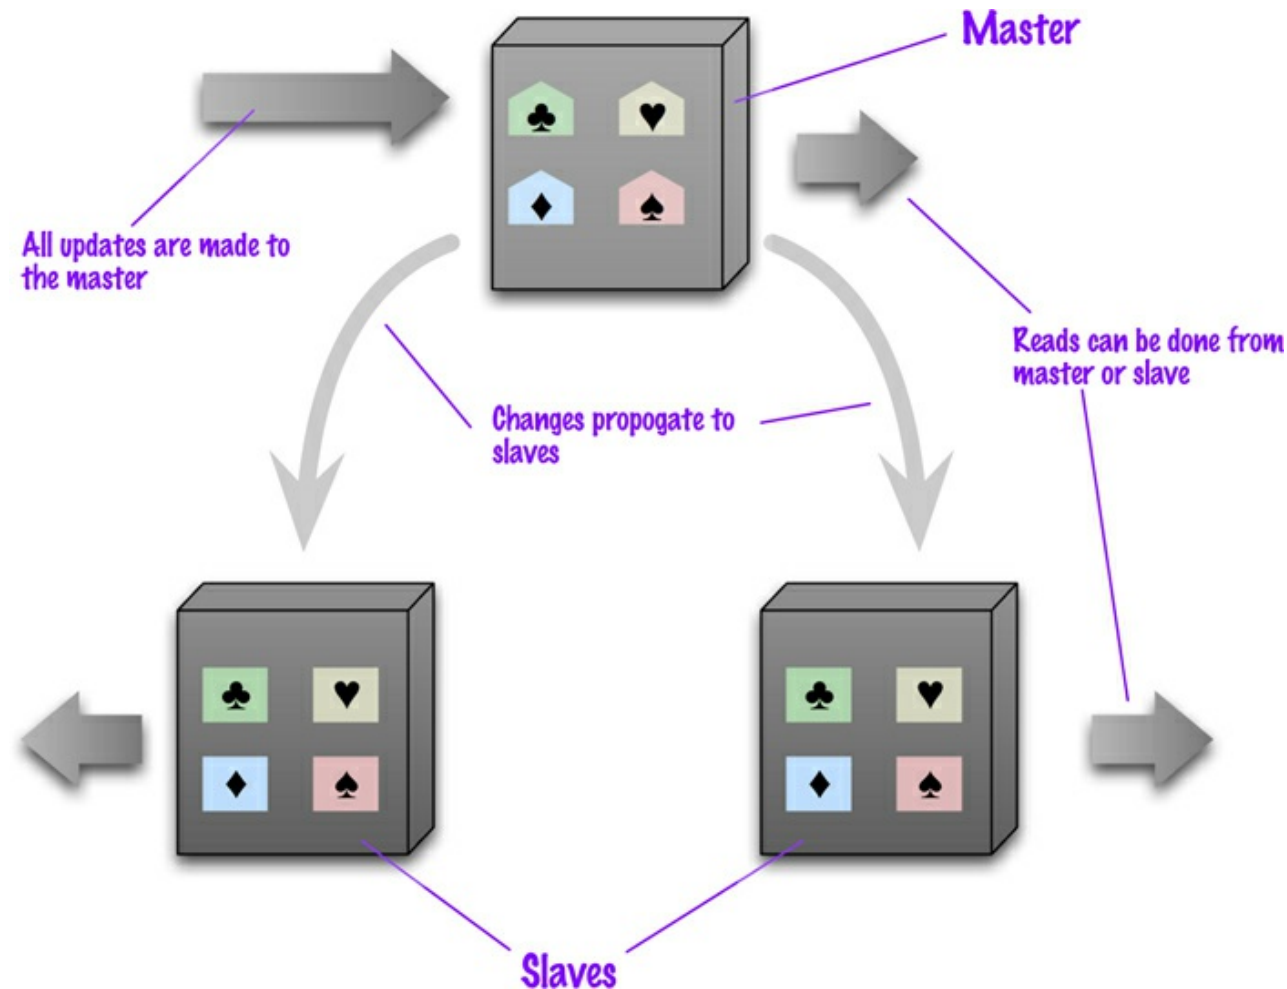 Master
All updates are made to
the master
Reads can be done from
master or slave
Changes propogate to
slaves
Slaves